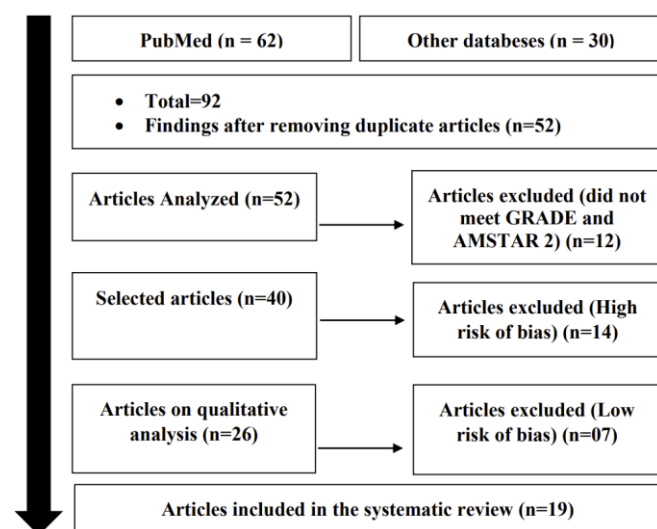 PubMed (n = 62)
Other databeses (n = 30)
• Total=92
• Findings after removing duplicate articles (n=52)
Articles Analyzed (n=52)
Articles excluded (did
not meet GRADE and
AMSTAR 2) (n=12)
Selected articles (n=40)
Articles excluded (High
risk of bias) (n=14)
Articles on qualitative
analysis (n=26)
Articles excluded (Low
risk of bias) (n=07)
Articles included in the systematic review (n=19)